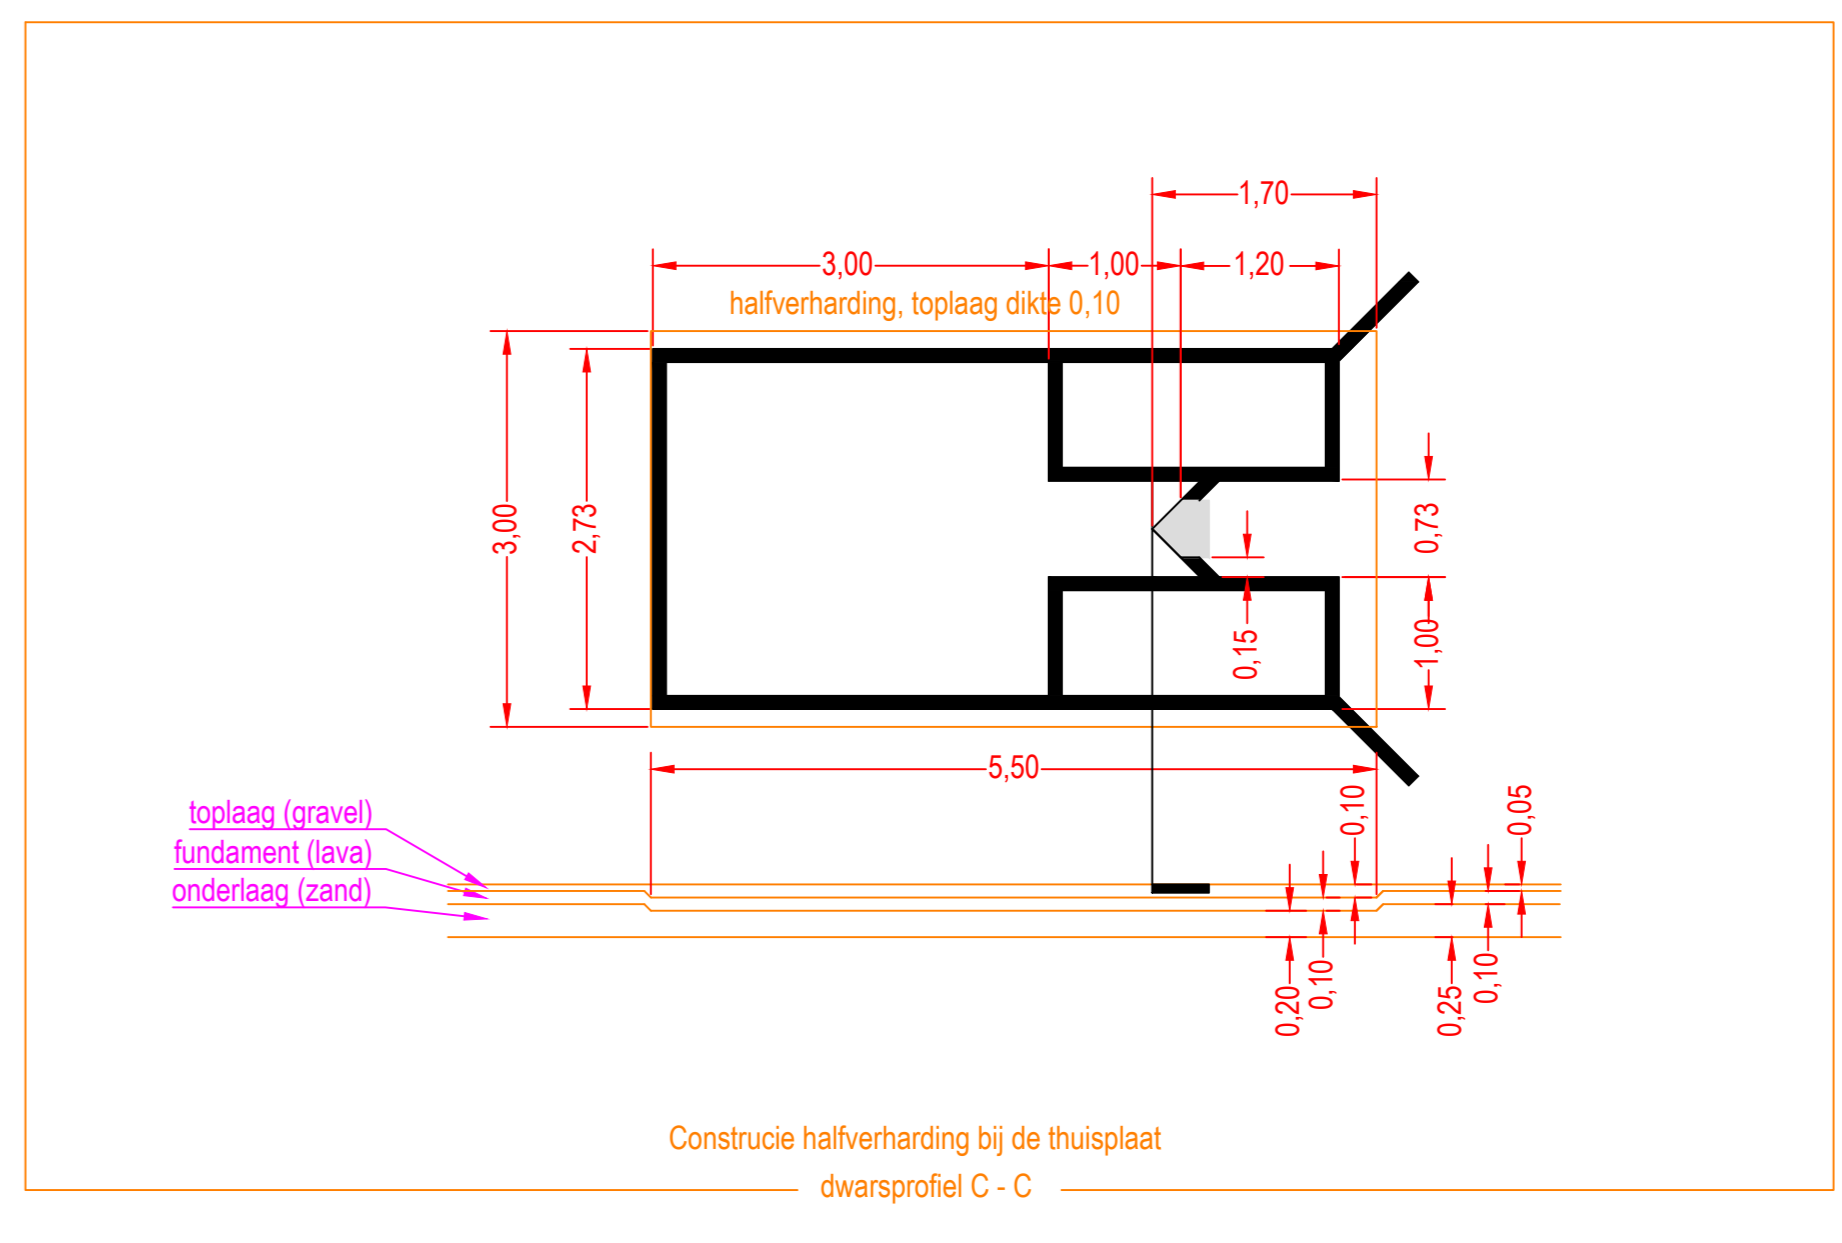 1,70
3,00
1,00
1,20
halfverharding, toplaag dikte 0,10
3,00
2,73
0,73
0,15
1,00
5,50
toplaag (gravel)
fundament (lava)
onderlaag (zand)
0,10
0,05
0,20
0,10
0,25
0,10
Construcie halfverharding bij de thuisplaat
dwarsprofiel C - C